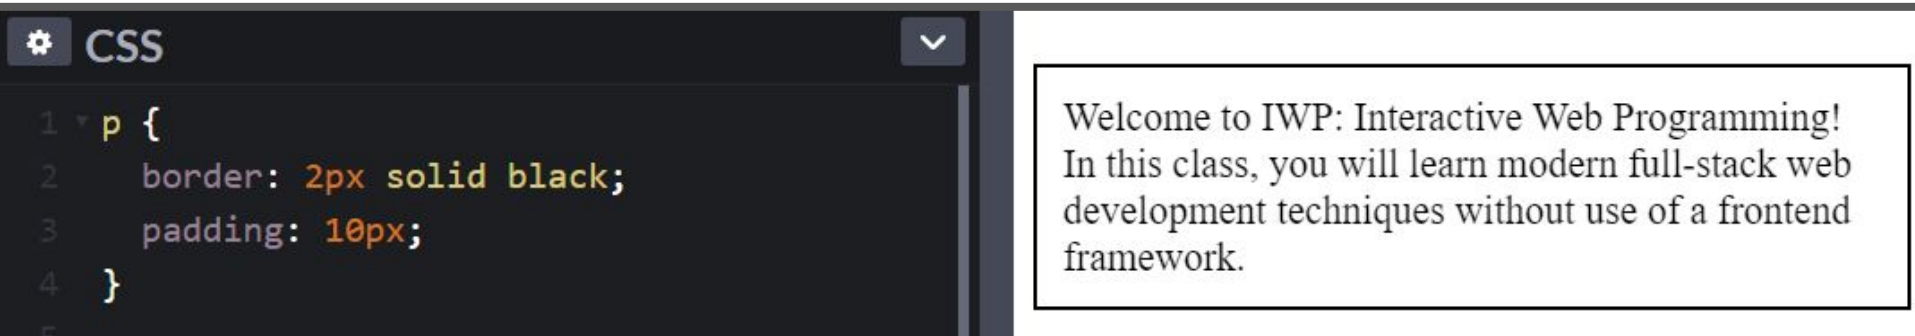 CSS
1 p {
2 border: 2px solid black;
3 padding: 10px;
4 }
5
Welcome to IWP: Interactive Web Programming!
In this class, you will learn modern full-stack web
development techniques without use of a frontend
framework.